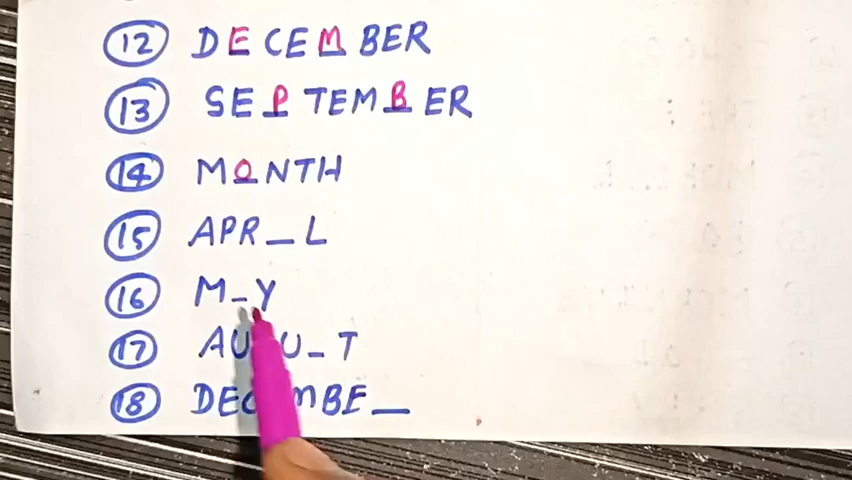 12 DECEMBER
13 SEPTEMBER
14 MONTH
15 APR_L
16 M_Y
17 AU U_T
18 DEC MBE_